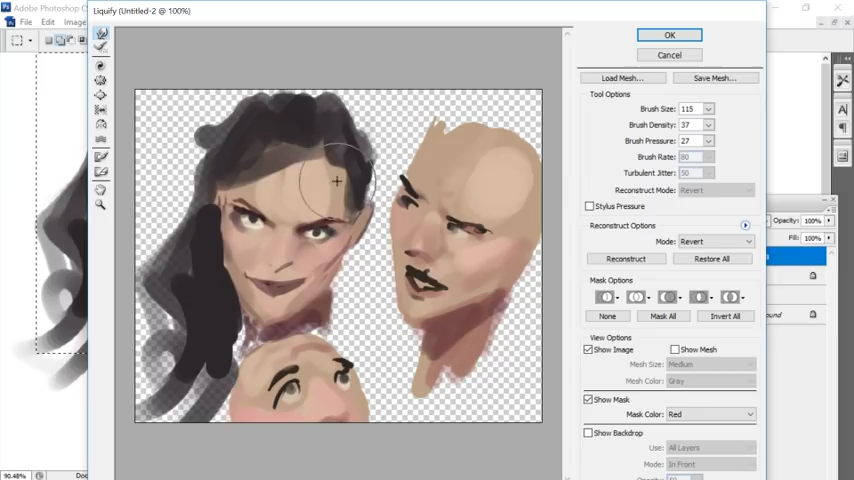 Ps
Liquify (Untitled-2 @ 100%)
File Edit Image
OK
Cancel
Load Mesh... Save Mesh...
Tool Options
Brush Size: 115
Brush Density: 37
Brush Pressure: 27
Brush Rate: 80
Turbulent Jitter: 50
Reconstruct Mode: Revert
Stylus Pressure
Reconstruct Options
Mode: Revert
Reconstruct Restore All
Mask Options
None Mask All Invert All
View Options
Show Image Show Mesh
Mesh Size: Medium
Mesh Color: Gray
Show Mask
Mask Color: Red
Show Backdrop
Use: All Layers
Mode: In Front
Opacity: 100%
Fill: 100%
ound
90.48% Doc